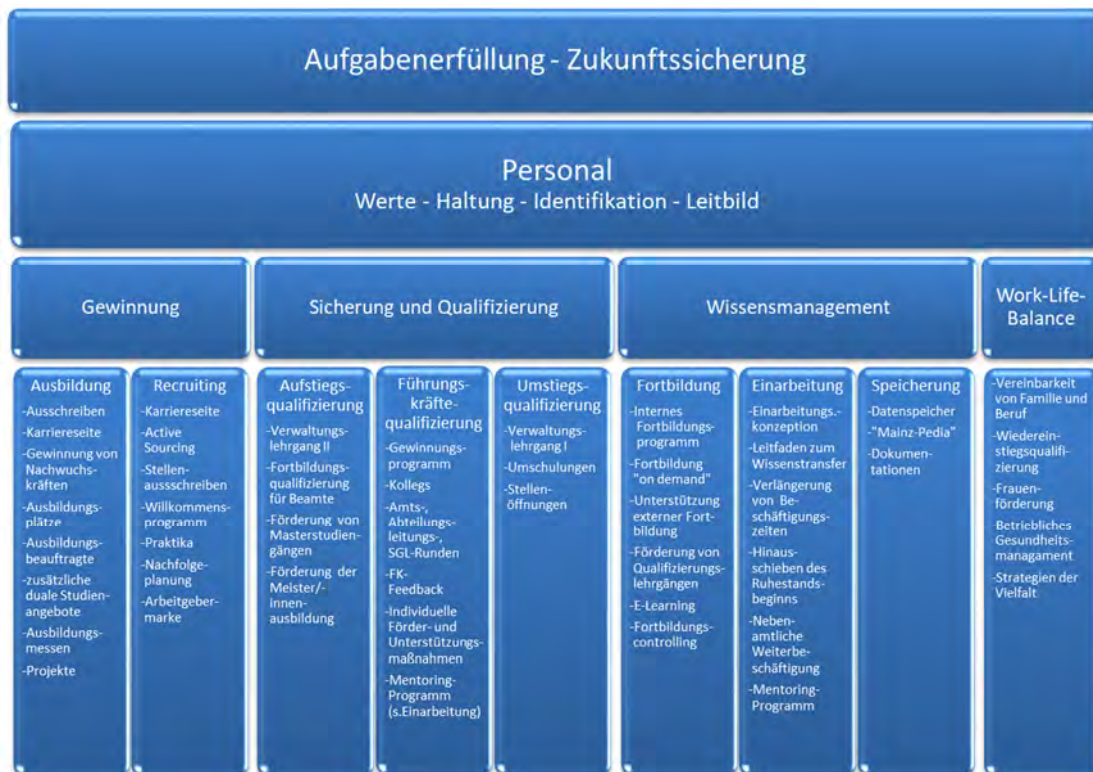 Aufgabenerfüllung - Zukunftssicherung
Personal
Werte - Haltung - Identifikation - Leitbild
Gewinnung
Sicherung und Qualifizierung
Wissensmanagement
Work-Life-
Balance
Ausbildung
-Ausschreiben
-Karriereseite
-Gewinnung von
Nachwuchs-
kräften
-Ausbildungs-
plätze
-Ausbildungs-
beauftragte
-zusätzliche
duale Studien-
angebote
-Ausbildungs-
messen
-Projekte
Recruiting
-Karriereseite
-Active
Sourcing
-Stellen-
aussschreiben
-Willkommens-
programm
-Praktika
-Nachfolge-
planung
-Arbeitgeber-
marke
Aufstiegs-
qualifizierung
-Verwaltungs-
lehrgang II
-Fortbildungs-
qualifizierung
für Beamte
-Förderung von
Masterstudien-
gängen
-Förderung der
Meister/-
innen-
ausbildung
Führungs-
kräfte-
qualifizierung
-Gewinnungs-
programm
-Kollegs
-Amts-,
Abteilungs-
leitungs-,
SGL-Runden
-FK-
Feedback
-Individuelle
Förder- und
Unterstützungs-
maßnahmen
-Mentoring-
Programm
(s.Einarbeitung)
Umstiegs-
qualifizierung
-Verwaltungs-
lehrgang I
-Umschulungen
-Stellen-
öffnungen
Fortbildung
-Internes
Fortbildungs-
programm
-Fortbildung
"on demand"
-Unterstützung
externer Fort-
bildung
-Förderung von
Qualifizierungs-
lehrgängen
-E-Learning
-Fortbildungs-
controlling
Einarbeitung
-Einarbeitungs.-
konzeption
-Leitfaden zum
Wissenstransfer
-Verlängerung
von Be-
schäftigungs-
zeiten
-Hinaus-
schieben des
Ruhestands-
beginns
-Neben-
amtliche
Weiterbe-
schäftigung
-Mentoring-
Programm
Speicherung
-Datenspeicher
-"Mainz-Pedia"
-Dokumen-
tationen
-Vereinbarkeit
von Familie und
Beruf
-Wiederein-
stiegsqualifi-
zierung
-Frauen-
förderung
-Betriebliches
Gesundheits-
managament
-Strategien der
Vielfalt